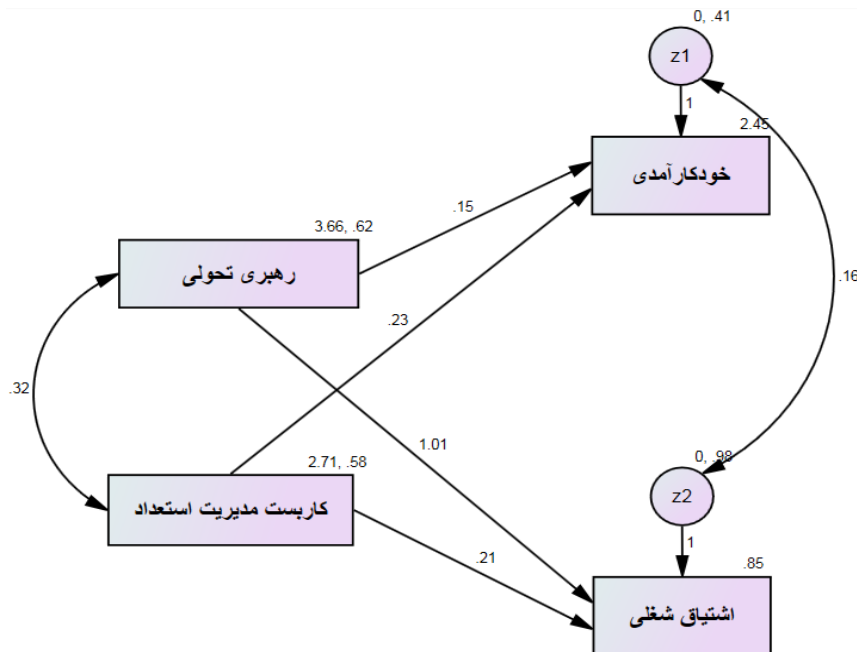 0, .41
z1
1
2.45
خودکارآمدی
.15
3.66, .62
رهبری تحولی
.16
.23
.32
1.01
2.71, .58
0, .98
کاربست مدیریت استعداد
z2
.21
1
.85
اشتیاق شغلی